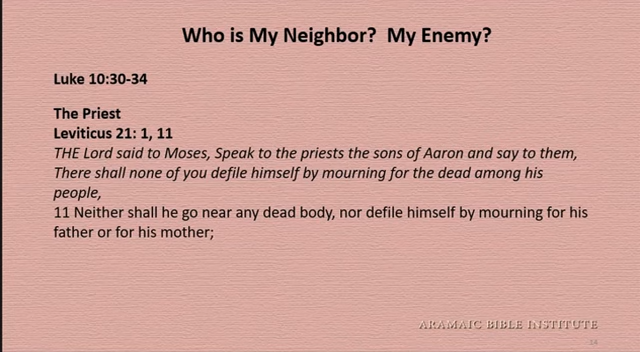 Who is My Neighbor? My Enemy?
Luke 10:30-34
The Priest
Leviticus 21: 1, 11
THE Lord said to Moses, Speak to the priests the sons of Aaron and say to them,
There shall none of you defile himself by mourning for the dead among his
people,
11 Neither shall he go near any dead body, nor defile himself by mourning for his
father or for his mother;
ARAMAIC BIBLE INSTITUTE
14